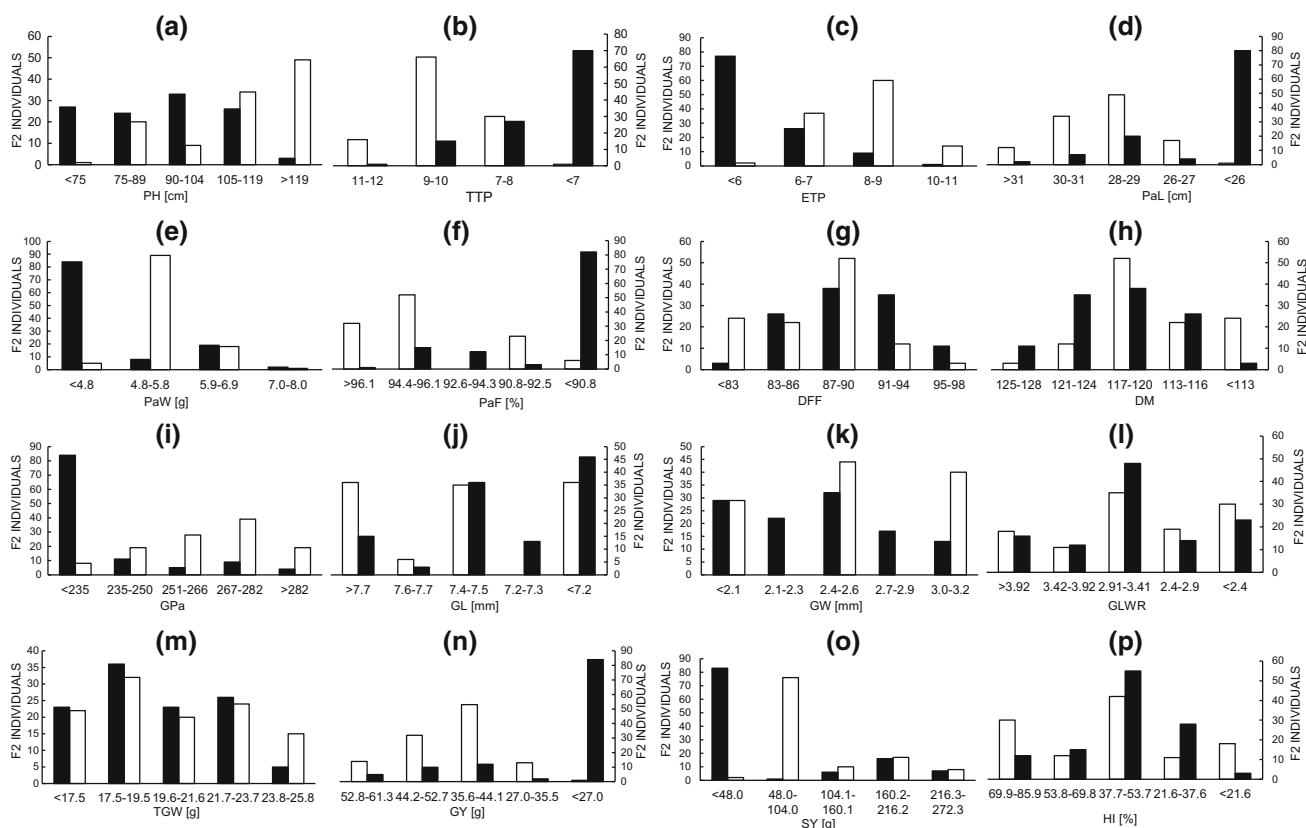 (a)
F2 INDIVIDUALS
60
50
40
30
20
10
0
<75 75-89 90-104 105-119 >119
PH [cm]
(b)
80
70
60
50
40
30
20
10
0
F2 INDIVIDUALS
11-12 9-10 7-8 <7
TTP
(c)
F2 INDIVIDUALS
90
80
70
60
50
40
30
20
10
0
<6 6-7 8-9 10-11
ETP
(d)
90
80
70
60
50
40
30
20
10
0
F2 INDIVIDUALS
>31 30-31 28-29 26-27 <26
PaL [cm]
(e)
F2 INDIVIDUALS
100
90
80
70
60
50
40
30
20
10
0
<4.8 4.8-5.8 5.9-6.9 7.0-8.0
PaW [g]
(f)
90
80
70
60
50
40
30
20
10
0
F2 INDIVIDUALS
>96.1 94.4-96.1 92.6-94.3 90.8-92.5 <90.8
PaF [%]
(g)
F2 INDIVIDUALS
60
50
40
30
20
10
0
<83 83-86 87-90 91-94 95-98
DFF
(h)
60
50
40
30
20
10
0
F2 INDIVIDUALS
125-128 121-124 117-120 113-116 <113
DM
(i)
F2 INDIVIDUALS
90
80
70
60
50
40
30
20
10
0
<235 235-250 251-266 267-282 >282
GPa
(j)
50
45
40
35
30
25
20
15
10
5
0
F2 INDIVIDUALS
>7.7 7.6-7.7 7.4-7.5 7.2-7.3 <7.2
GL [mm]
(k)
F2 INDIVIDUALS
50
45
40
35
30
25
20
15
10
5
0
<2.1 2.1-2.3 2.4-2.6 2.7-2.9 3.0-3.2
GW [mm]
(l)
60
50
40
30
20
10
0
F2 INDIVIDUALS
>3.92 3.42-3.92 2.91-3.41 2.4-2.9 <2.4
GLWR
(m)
F2 INDIVIDUALS
40
35
30
25
20
15
10
5
0
<17.5 17.5-19.5 19.6-21.6 21.7-23.7 23.8-25.8
TGW [g]
(n)
90
80
70
60
50
40
30
20
10
0
F2 INDIVIDUALS
52.8-61.3 44.2-52.7 35.6-44.1 27.0-35.5 <27.0
GY [g]
(o)
F2 INDIVIDUALS
90
80
70
60
50
40
30
20
10
0
<48.0 48.0-104.0 104.1-160.1 160.2-216.2 216.3-272.3
SY [g]
(p)
60
50
40
30
20
10
0
F2 INDIVIDUALS
69.9-85.9 53.8-69.8 37.7-53.7 21.6-37.6 <21.6
HI [%]